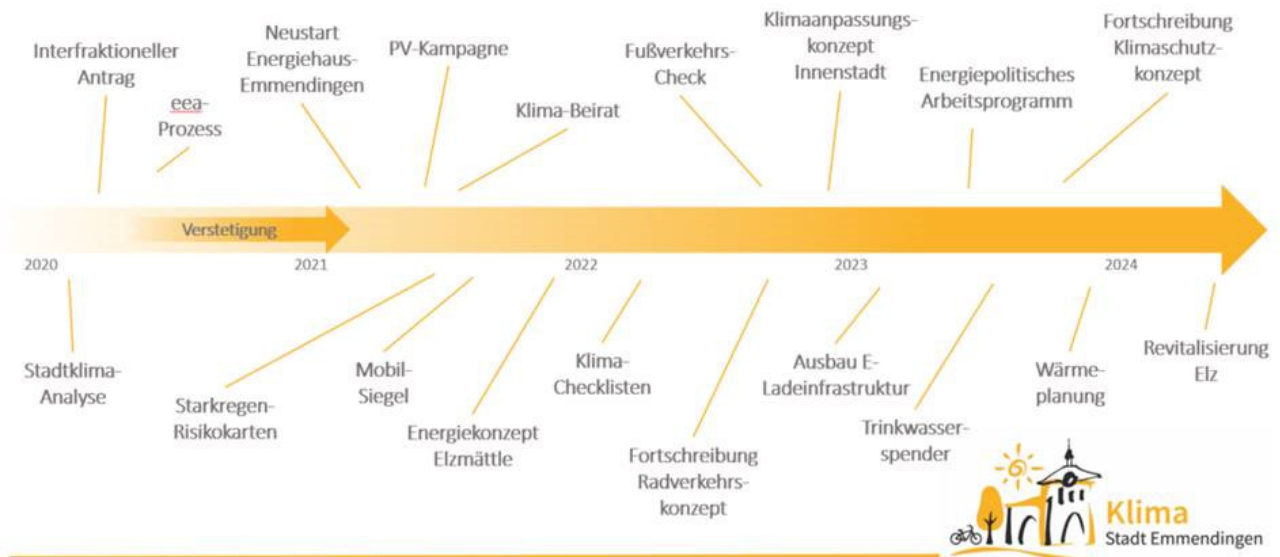 Interfraktioneller
Antrag
eea-
Prozess
Neustart
Energiehaus-
Emmendingen
PV-Kampagne
Klima-Beirat
Fußverkehrs-
Check
Klimaanpassungs-
konzept
Innenstadt
Energiepolitisches
Arbeitsprogramm
Fortschreibung
Klimaschutz-
konzept
Verstetigung
2020
2021
2022
2023
2024
Stadtklima-
Analyse
Starkregen-
Risikokarten
Mobil-
Siegel
Energiekonzept
Elzmättle
Klima-
Checklisten
Fortschreibung
Radverkehrs-
konzept
Ausbau E-
Ladeinfrastruktur
Trinkwasser-
spender
Wärme-
planung
Revitalisierung
Elz
Klima
Stadt Emmendingen